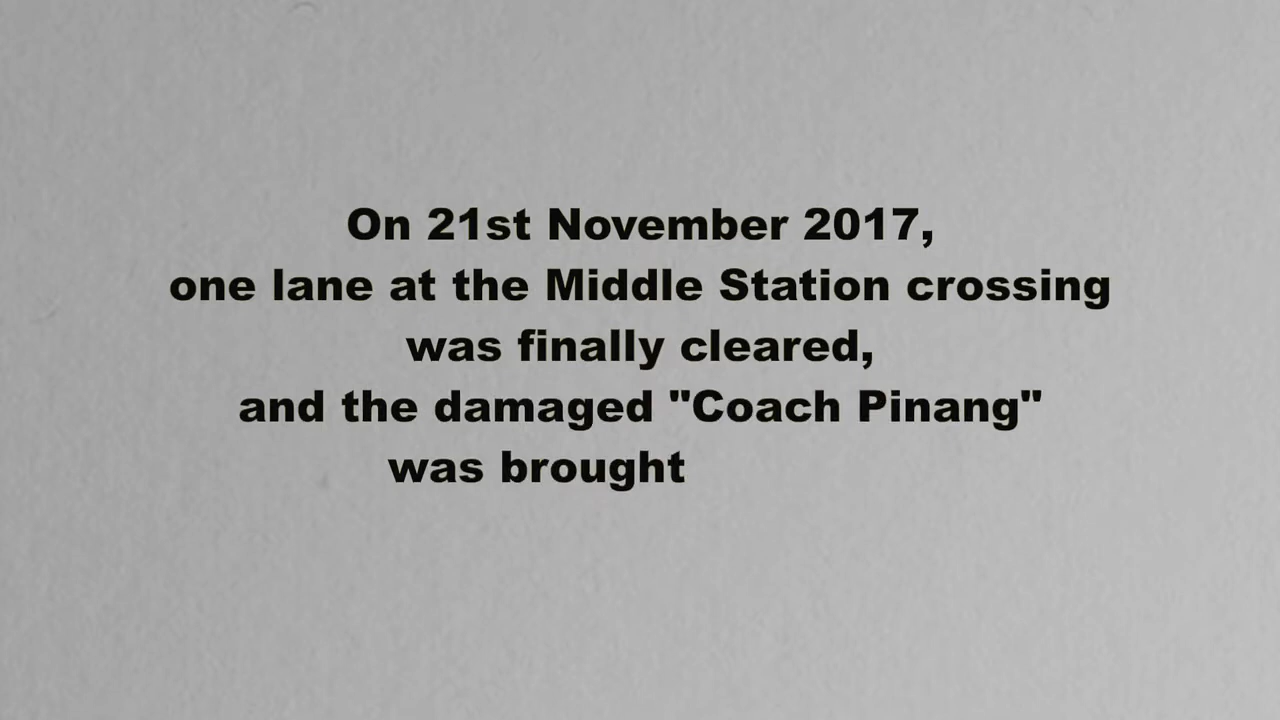 On 21st November 2017,
one lane at the Middle Station crossing
was finally cleared,
and the damaged "Coach Pinang"
was brought